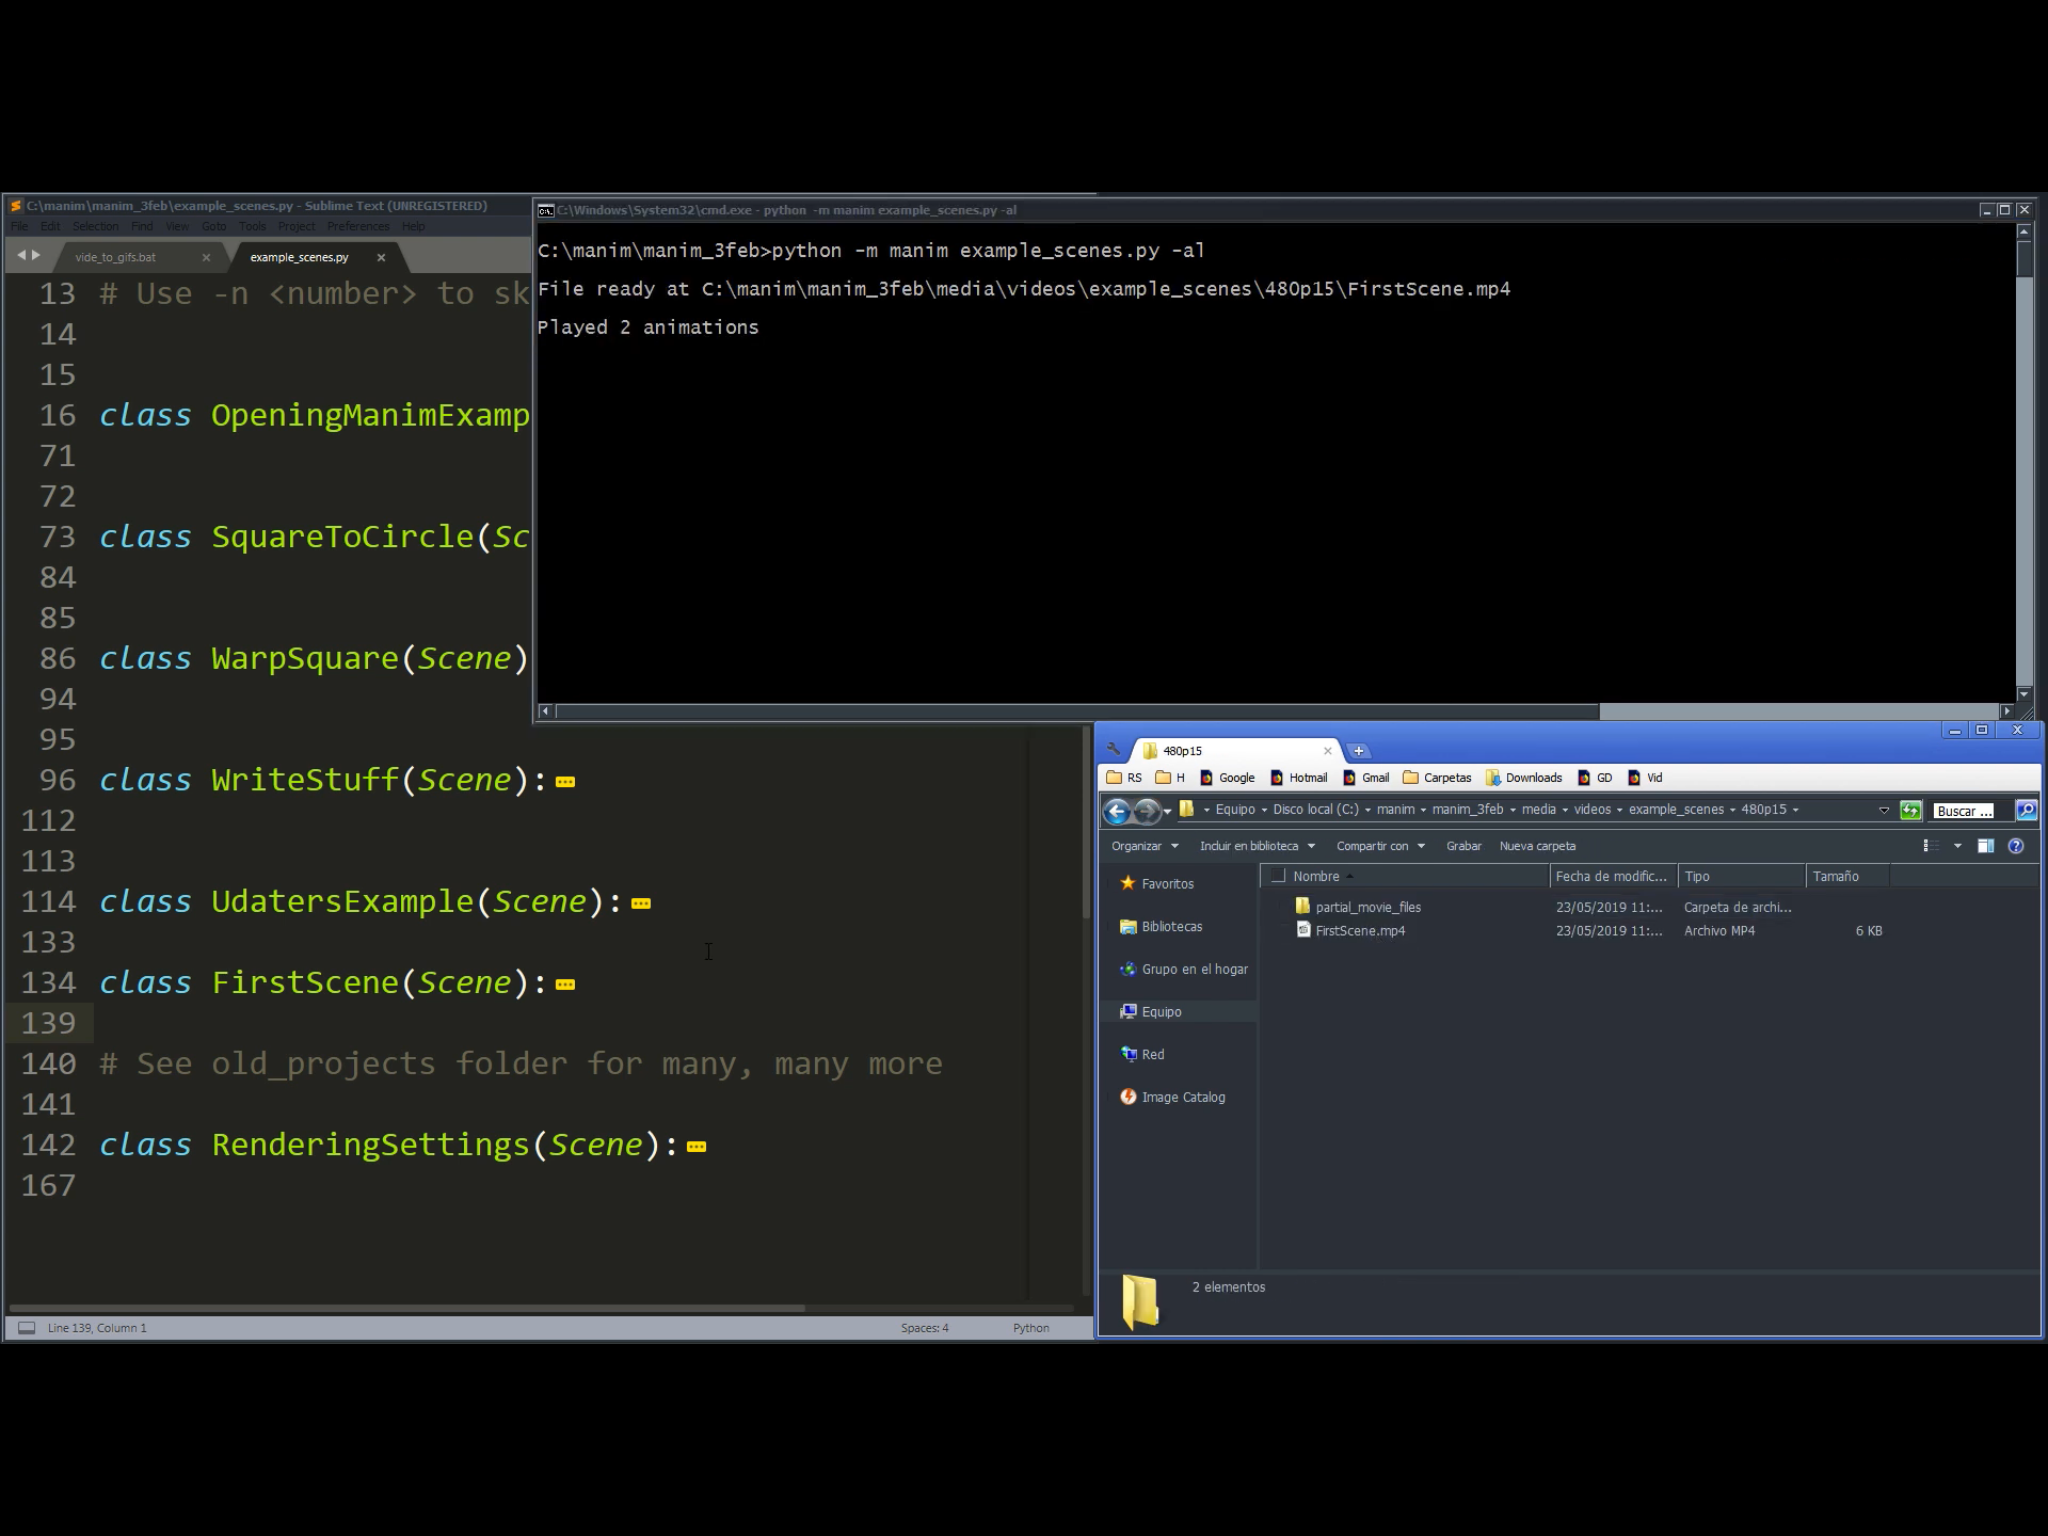 C:\manim\manim_3feb\example_scenes.py - Sublime Text (UNREGISTERED)
File Edit Selection Find View Goto Tools Project Preferences Help
vide_to_gifs.bat × example_scenes.py ×
13 # Use -n <number> to sk
14
15
16 class OpeningManimExamp
71
72
73 class SquareToCircle(Sc
84
85
86 class WarpSquare(Scene)
94
95
96 class WriteStuff(Scene):
112
113
114 class UdatersExample(Scene):
133
134 class FirstScene(Scene):
139
140 # See old_projects folder for many, many more
141
142 class RenderingSettings(Scene):
167
Line 139, Column 1 Spaces: 4 Python
C:\Windows\System32\cmd.exe - python -m manim example_scenes.py -al
C:\manim\manim_3feb>python -m manim example_scenes.py -al
File ready at C:\manim\manim_3feb\media\videos\example_scenes\480p15\FirstScene.mp4
Played 2 animations
480p15
RS H Google Hotmail Gmail Carpetas Downloads GD Vid
Equipo Disco local (C:) manim manim_3feb media videos example_scenes 480p15 Buscar ...
Organizar Incluir en biblioteca Compartir con Grabar Nueva carpeta
Nombre Fecha de modific... Tipo Tamaño
partial_movie_files 23/05/2019 11:... Carpeta de archi...
FirstScene.mp4 23/05/2019 11:... Archivo MP4 6 KB
Favoritos
Bibliotecas
Grupo en el hogar
Equipo
Red
Image Catalog
2 elementos